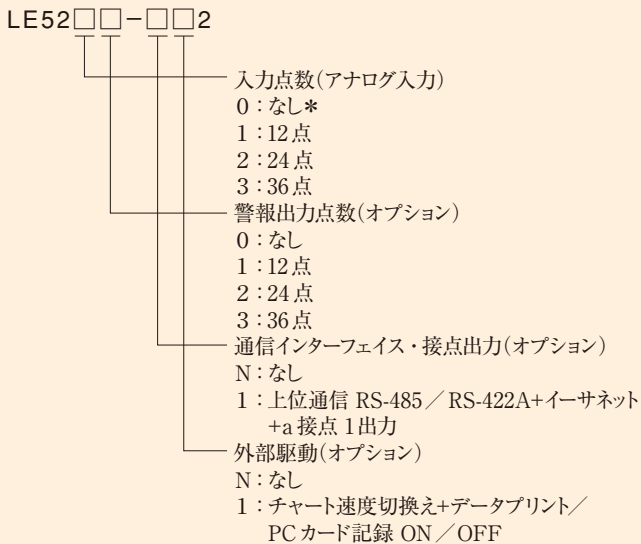 LE52□□−□□2
入力点数(アナログ入力)
0：なし＊
1：12点
2：24点
3：36点
警報出力点数(オプション)
0：なし
1：12点
2：24点
3：36点
通信インターフェイス・接点出力(オプション)
N：なし
1：上位通信 RS-485／RS-422A+イーサネット
+a接点 1出力
外部駆動(オプション)
N：なし
1：チャート速度切換え+データプリント／
PCカード記録 ON／OFF